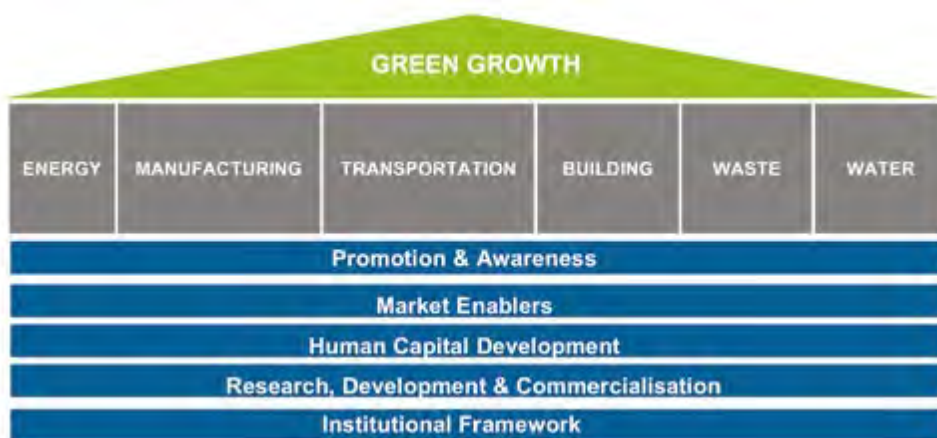 GREEN GROWTH
ENERGY MANUFACTURING TRANSPORTATION BUILDING WASTE WATER
Promotion & Awareness
Market Enablers
Human Capital Development
Research, Development & Commercialisation
Institutional Framework